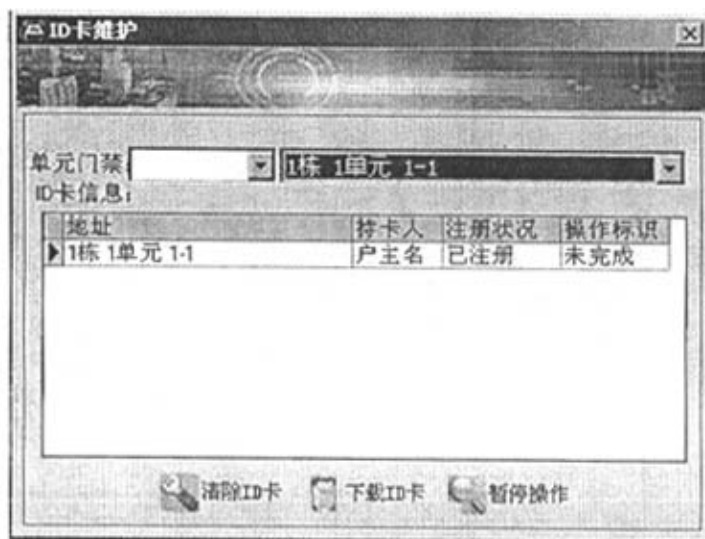 ID卡维护
单元门禁 1栋 1单元 1-1
ID卡信息:
地址 持卡人 注册状况 操作标识
1栋 1单元 1-1 户主名 已注册 未完成
清除ID卡 下载ID卡 暂停操作